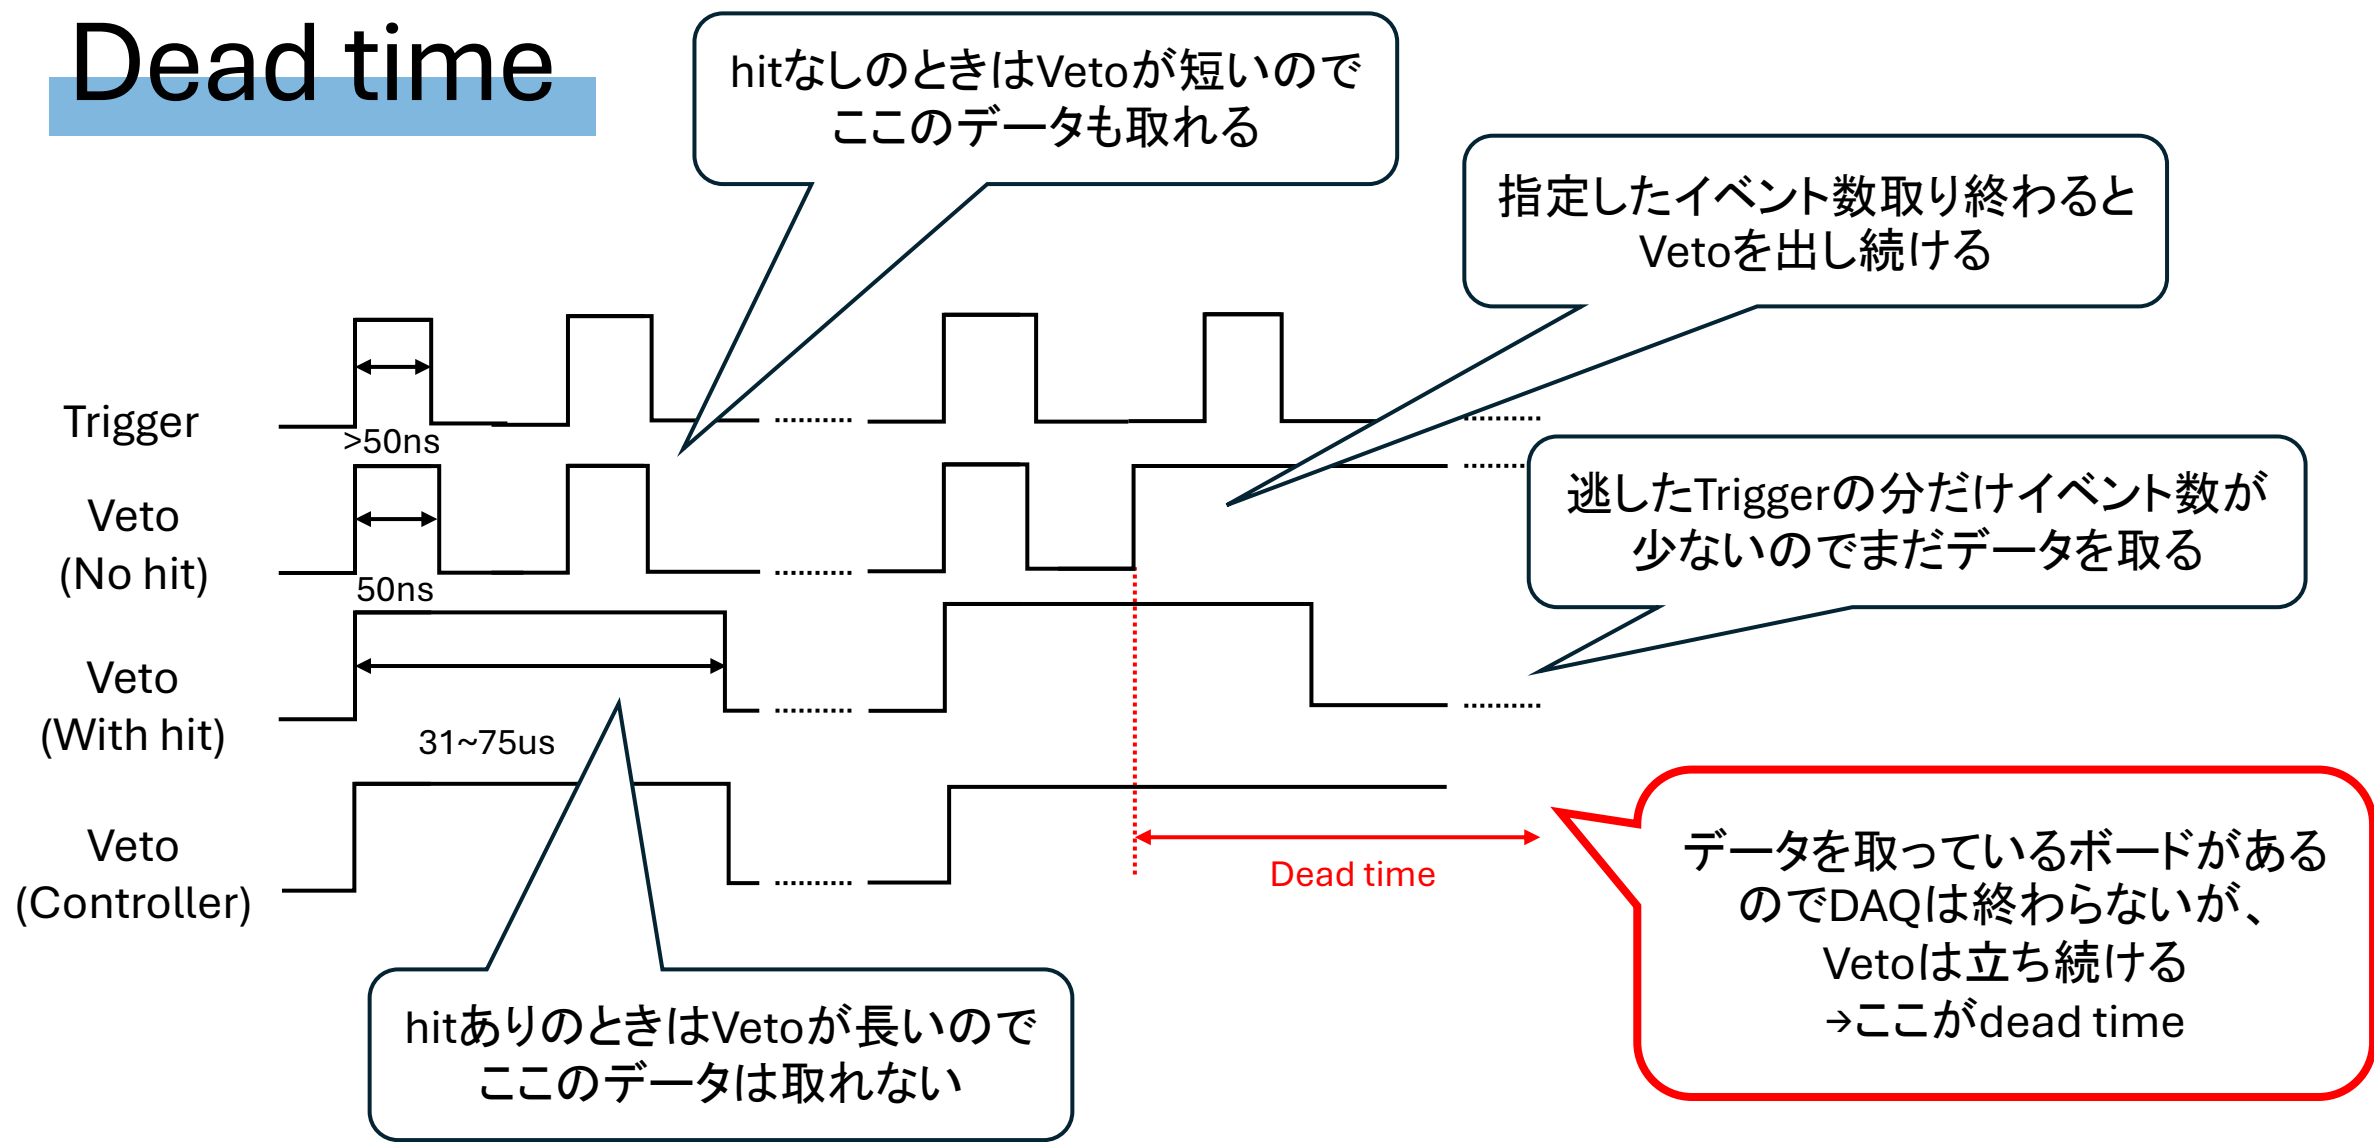 Dead time
hitなしのときはVetoが短いので
ここのデータも取れる
指定したイベント数取り終わると
Vetoを出し続ける
Trigger
>50ns
Veto
(No hit)
50ns
逃したTriggerの分だけイベント数が
少ないのでまだデータを取る
Veto
(With hit)
31~75us
Veto
(Controller)
Dead time
データを取っているボードがある
のでDAQは終わらないが、
Vetoは立ち続ける
→ここがdead time
hitありのときはVetoが長いので
ここのデータは取れない